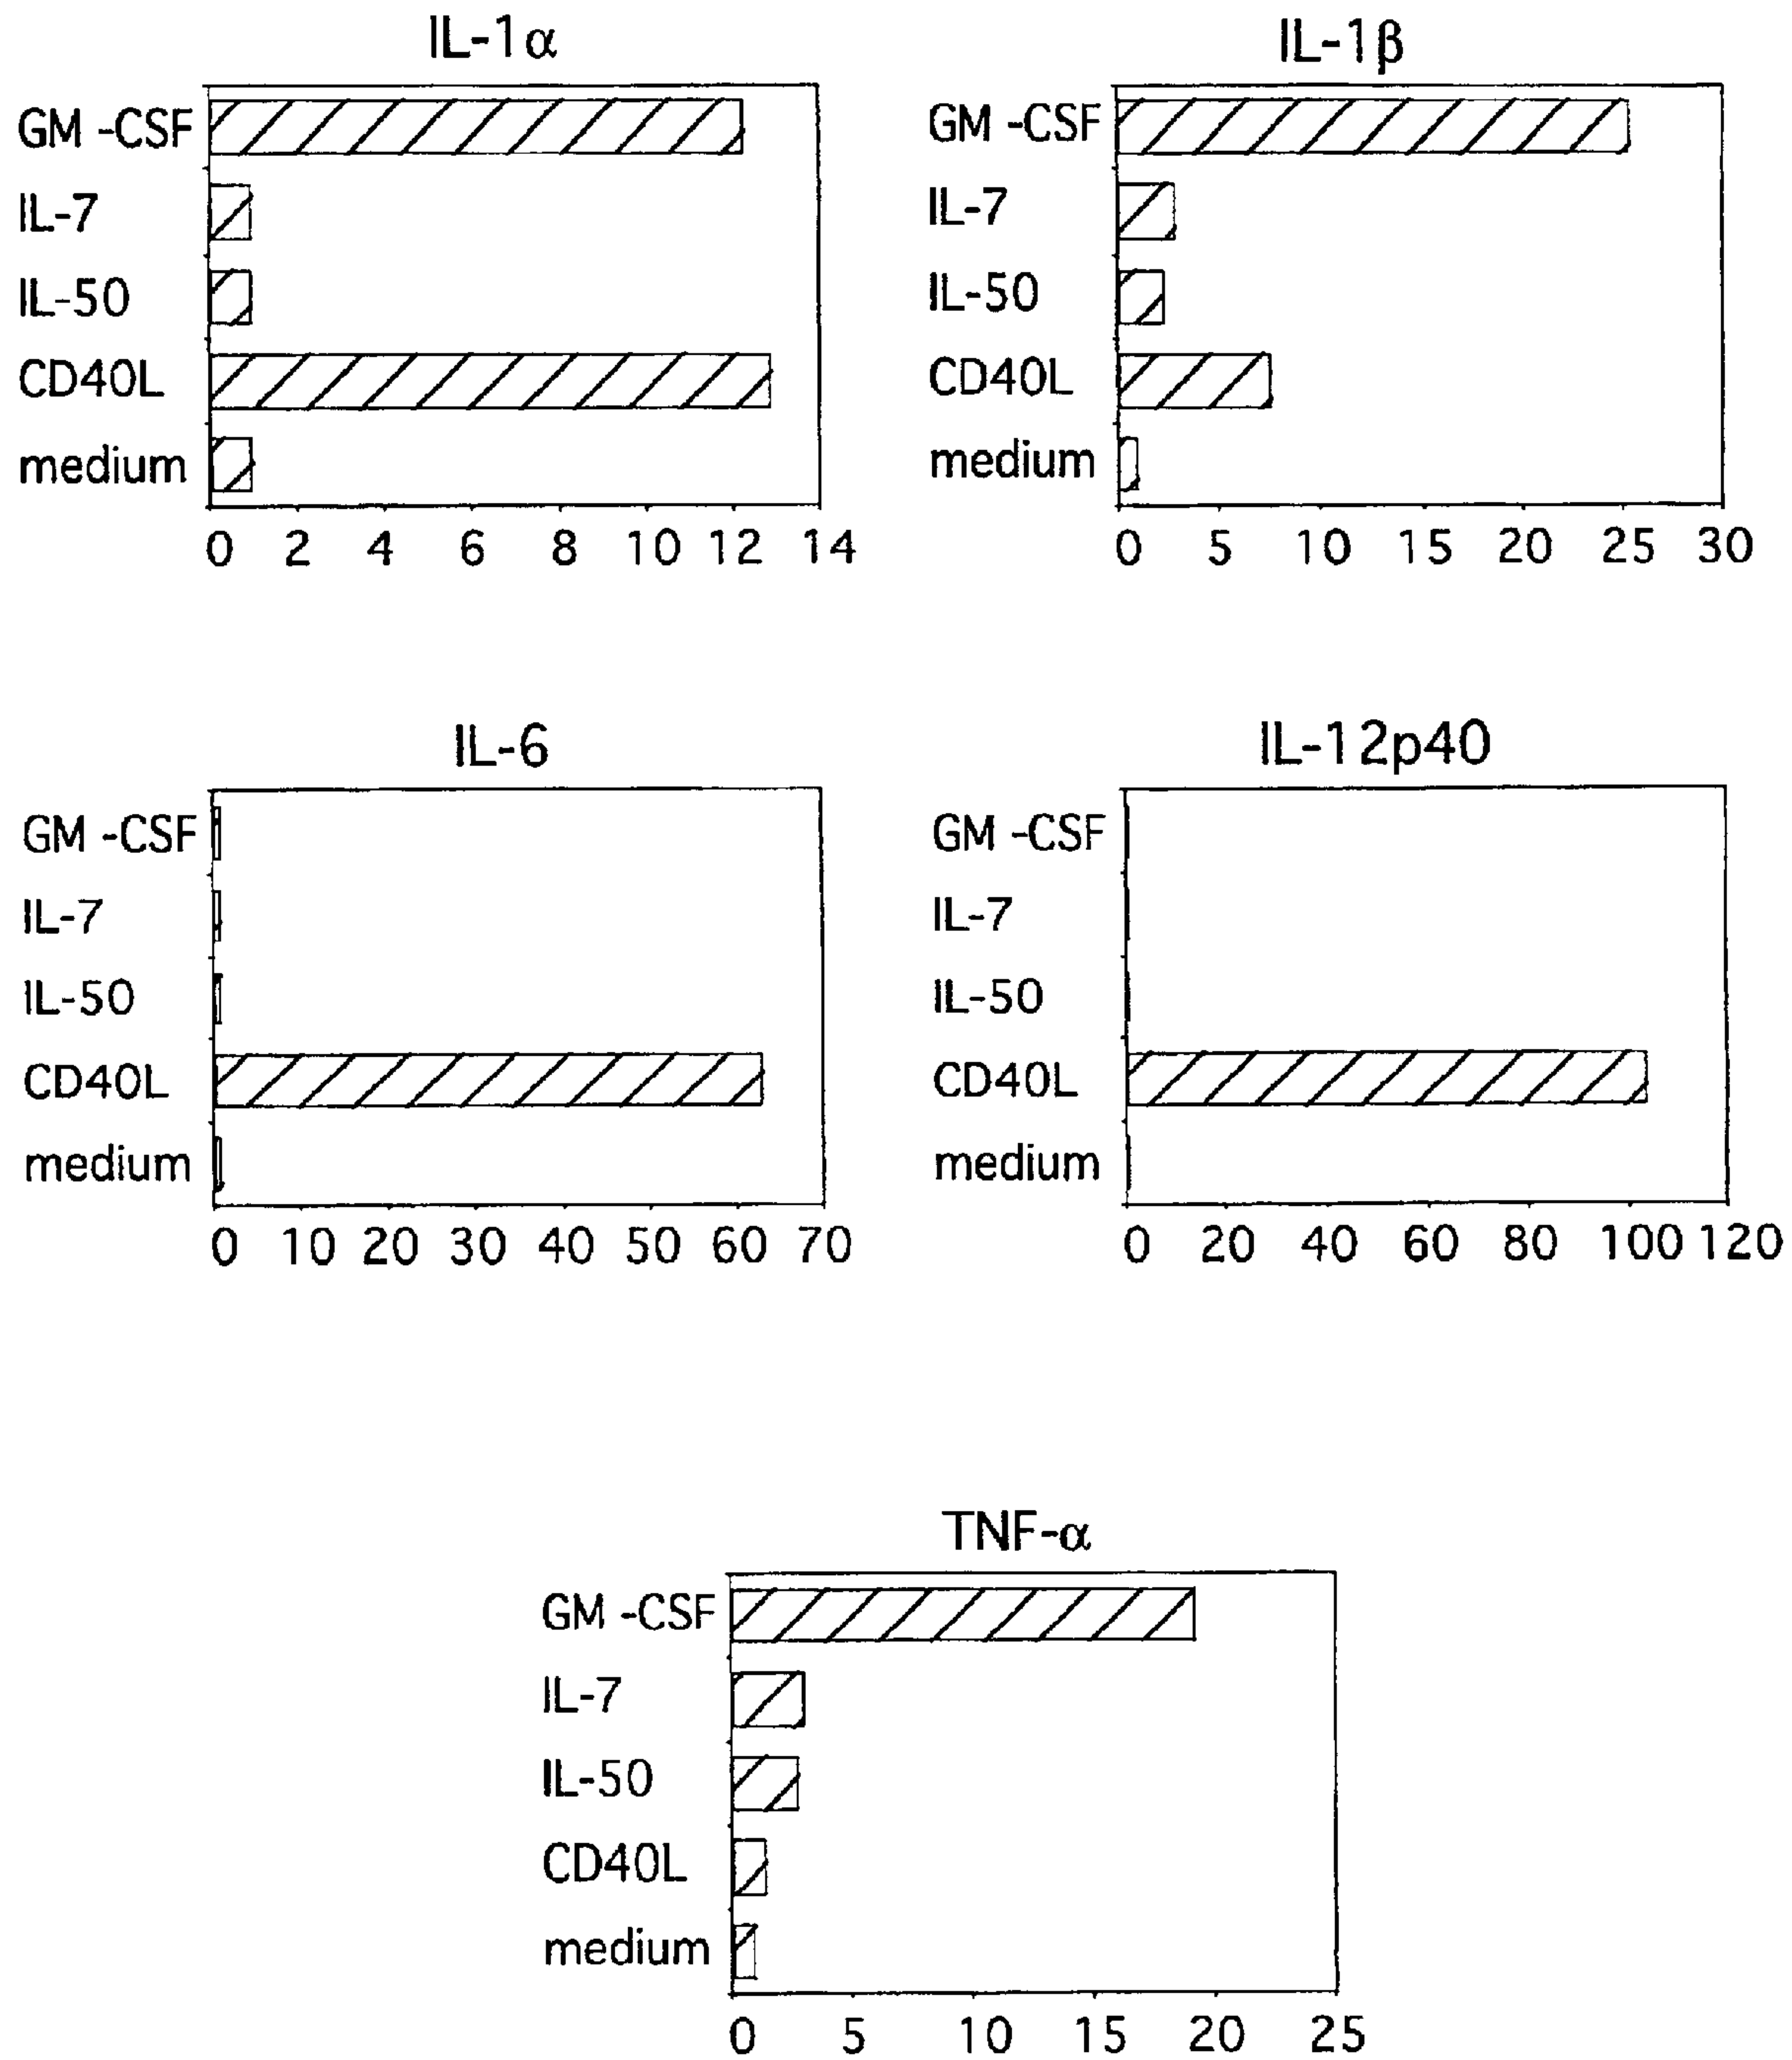 IL-1α
GM -CSF
IL-7
IL-50
CD40L
medium
0 2 4 6 8 10 12 14
IL-1β
GM -CSF
IL-7
IL-50
CD40L
medium
0 5 10 15 20 25 30
IL-6
GM -CSF
IL-7
IL-50
CD40L
medium
0 10 20 30 40 50 60 70
IL-12p40
GM -CSF
IL-7
IL-50
CD40L
medium
0 20 40 60 80 100 120
TNF-α
GM -CSF
IL-7
IL-50
CD40L
medium
0 5 10 15 20 25